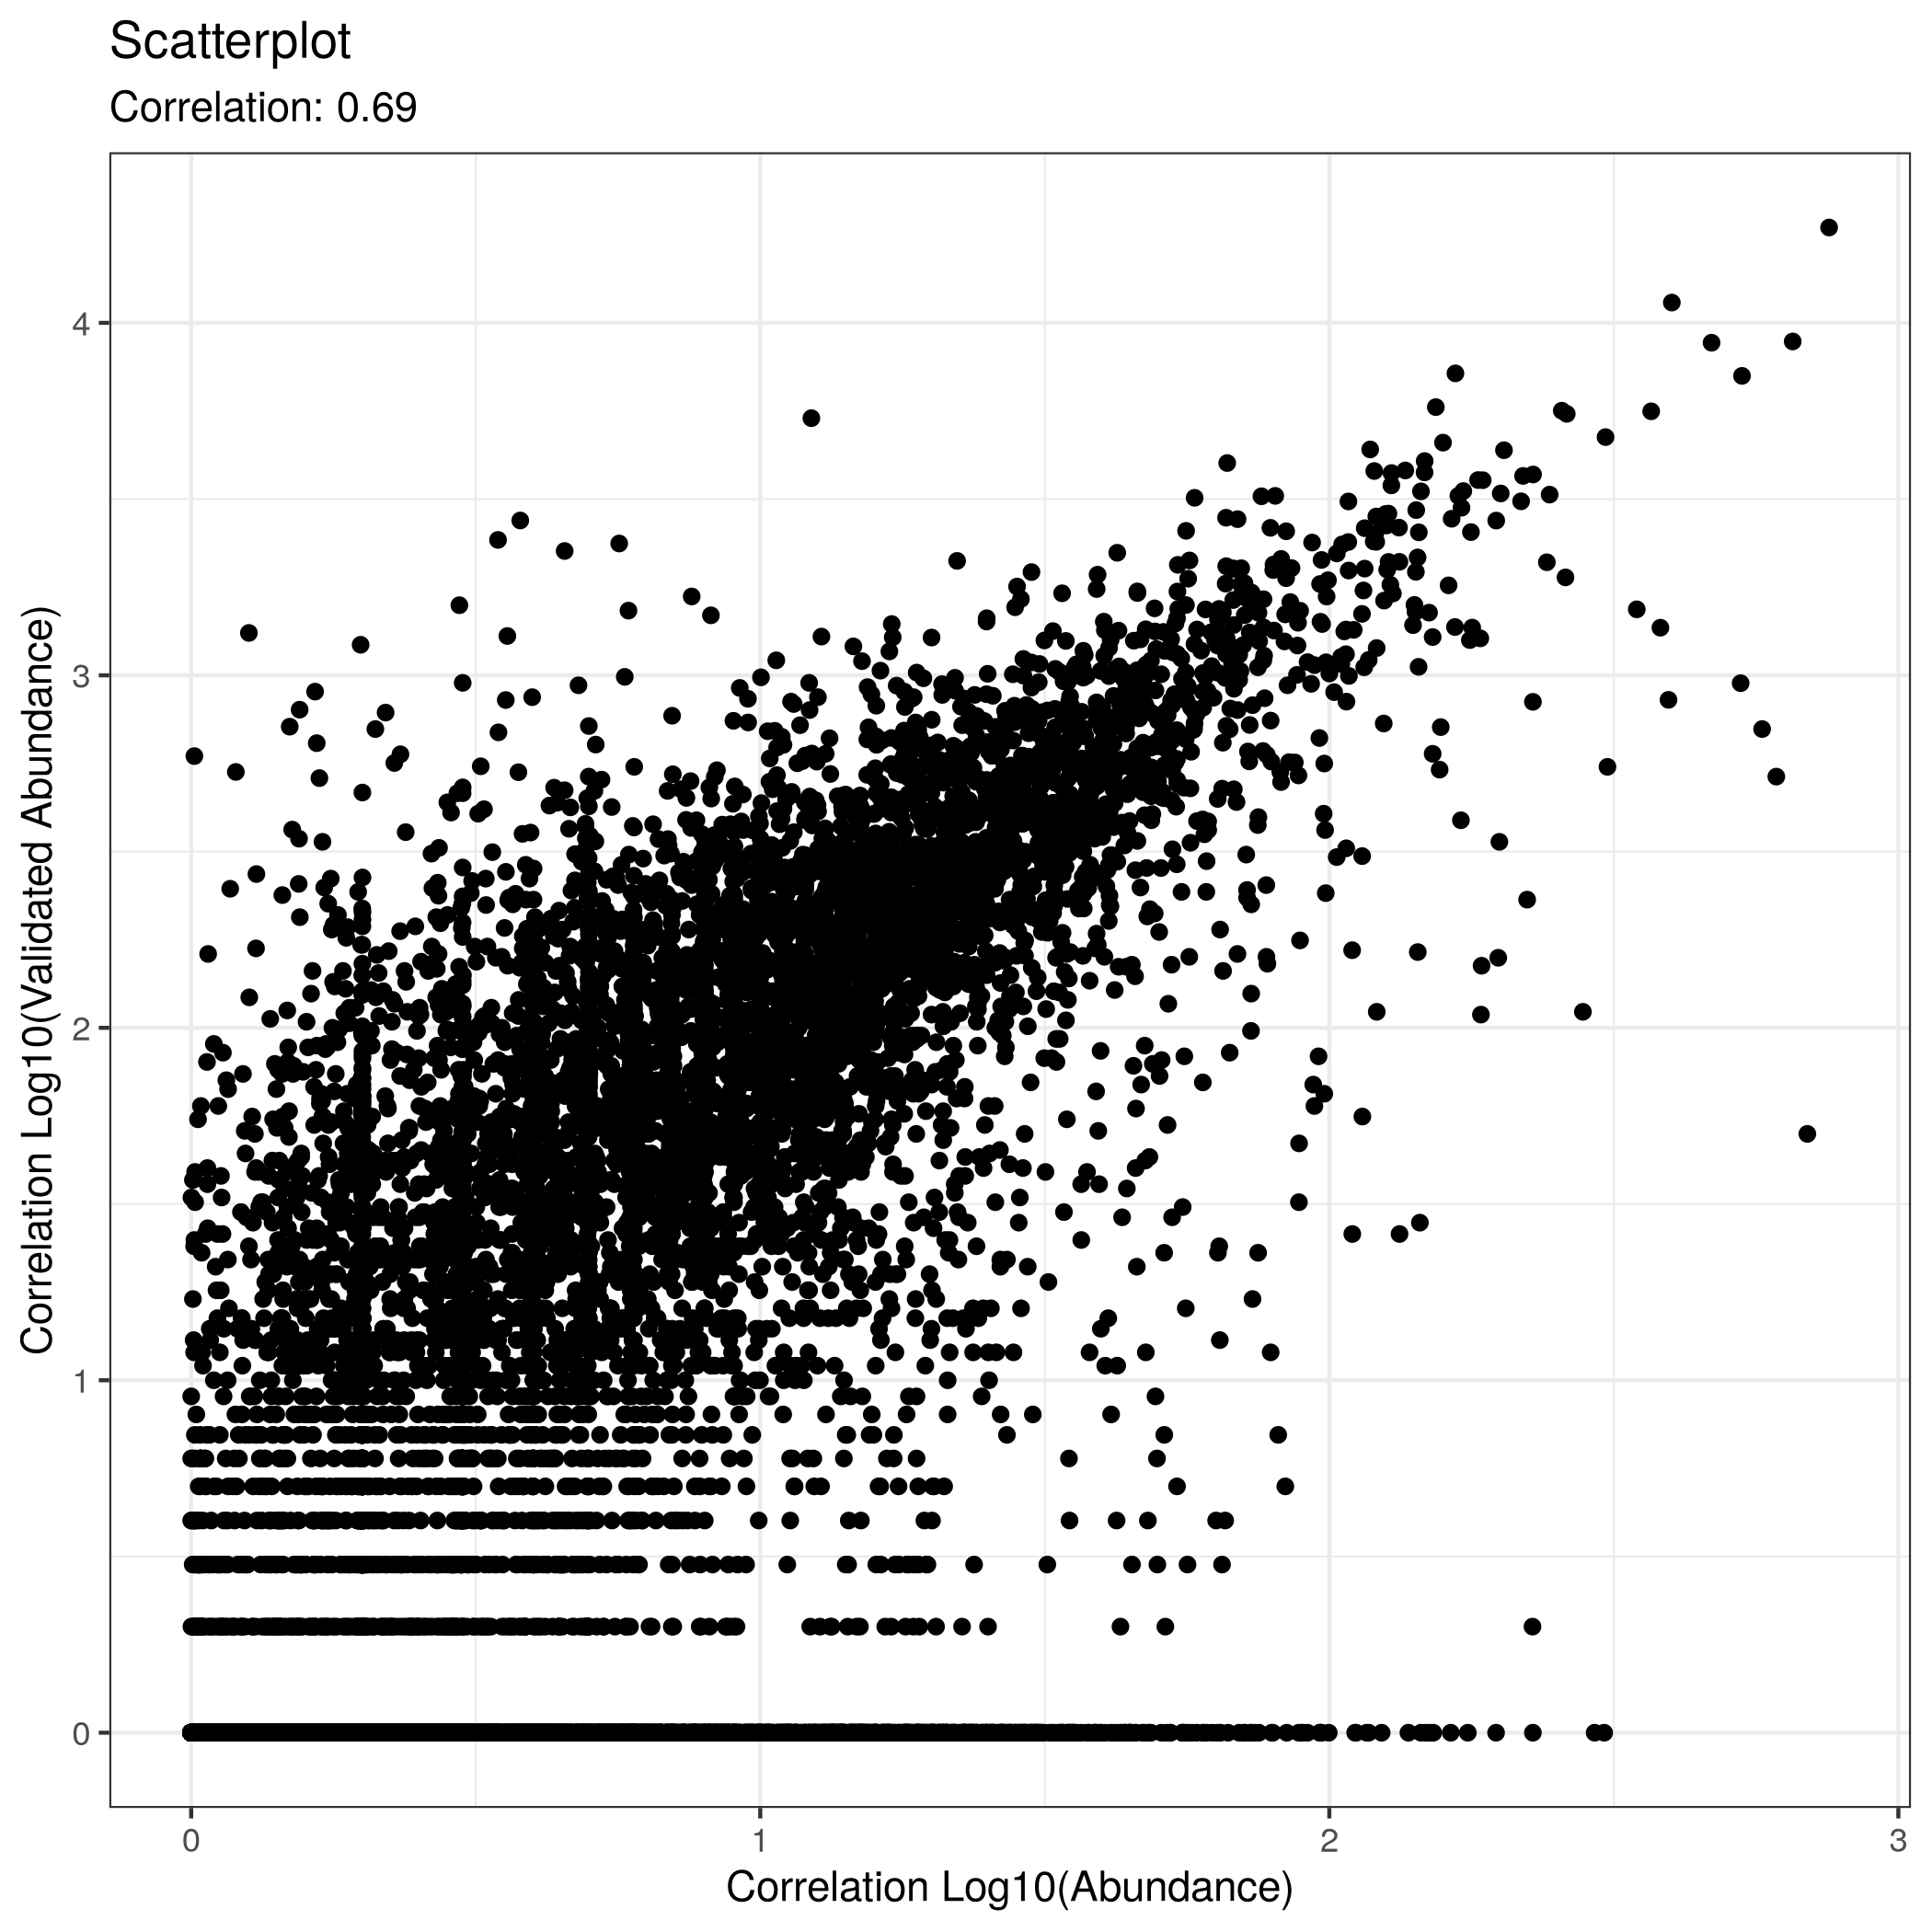 Scatterplot
Correlation: 0.69
Correlation Log10(Validated Abundance)
4
3
2
1
0
0 1 2 3
Correlation Log10(Abundance)